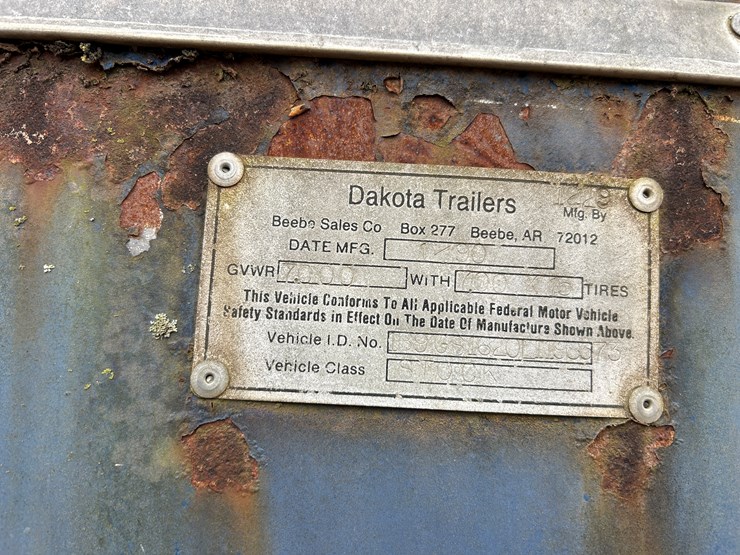 Dakota Trailers
Mfg. By
Beebe Sales Co Box 277 Beebe, AR 72012
DATE MFG.
GVWR 7000 WITH TIRES
This Vehicle Conforms To All Applicable Federal Motor Vehicle
Safety Standards in Effect On The Date Of Manufacture Shown Above.
Vehicle I.D. No.
Vehicle Class STOCK